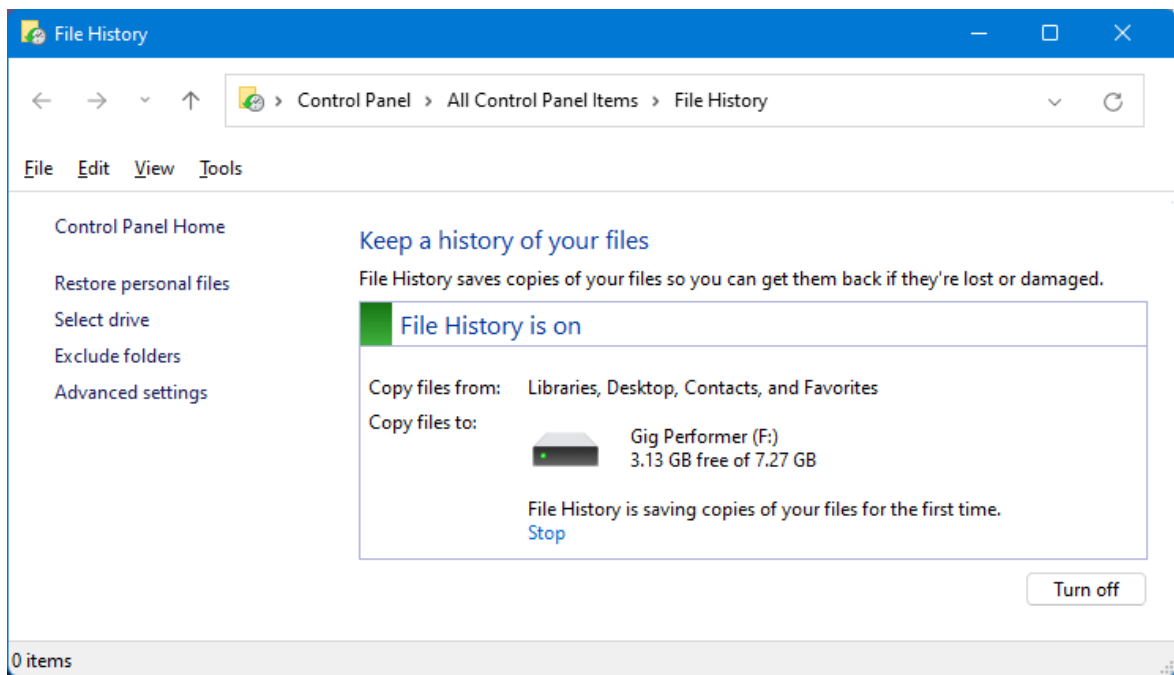 File History
Control Panel > All Control Panel Items > File History
File Edit View Tools
Control Panel Home
Restore personal files
Select drive
Exclude folders
Advanced settings
Keep a history of your files
File History saves copies of your files so you can get them back if they're lost or damaged.
File History is on
Copy files from: Libraries, Desktop, Contacts, and Favorites
Copy files to:
Gig Performer (F:)
3.13 GB free of 7.27 GB
File History is saving copies of your files for the first time.
Stop
Turn off
0 items